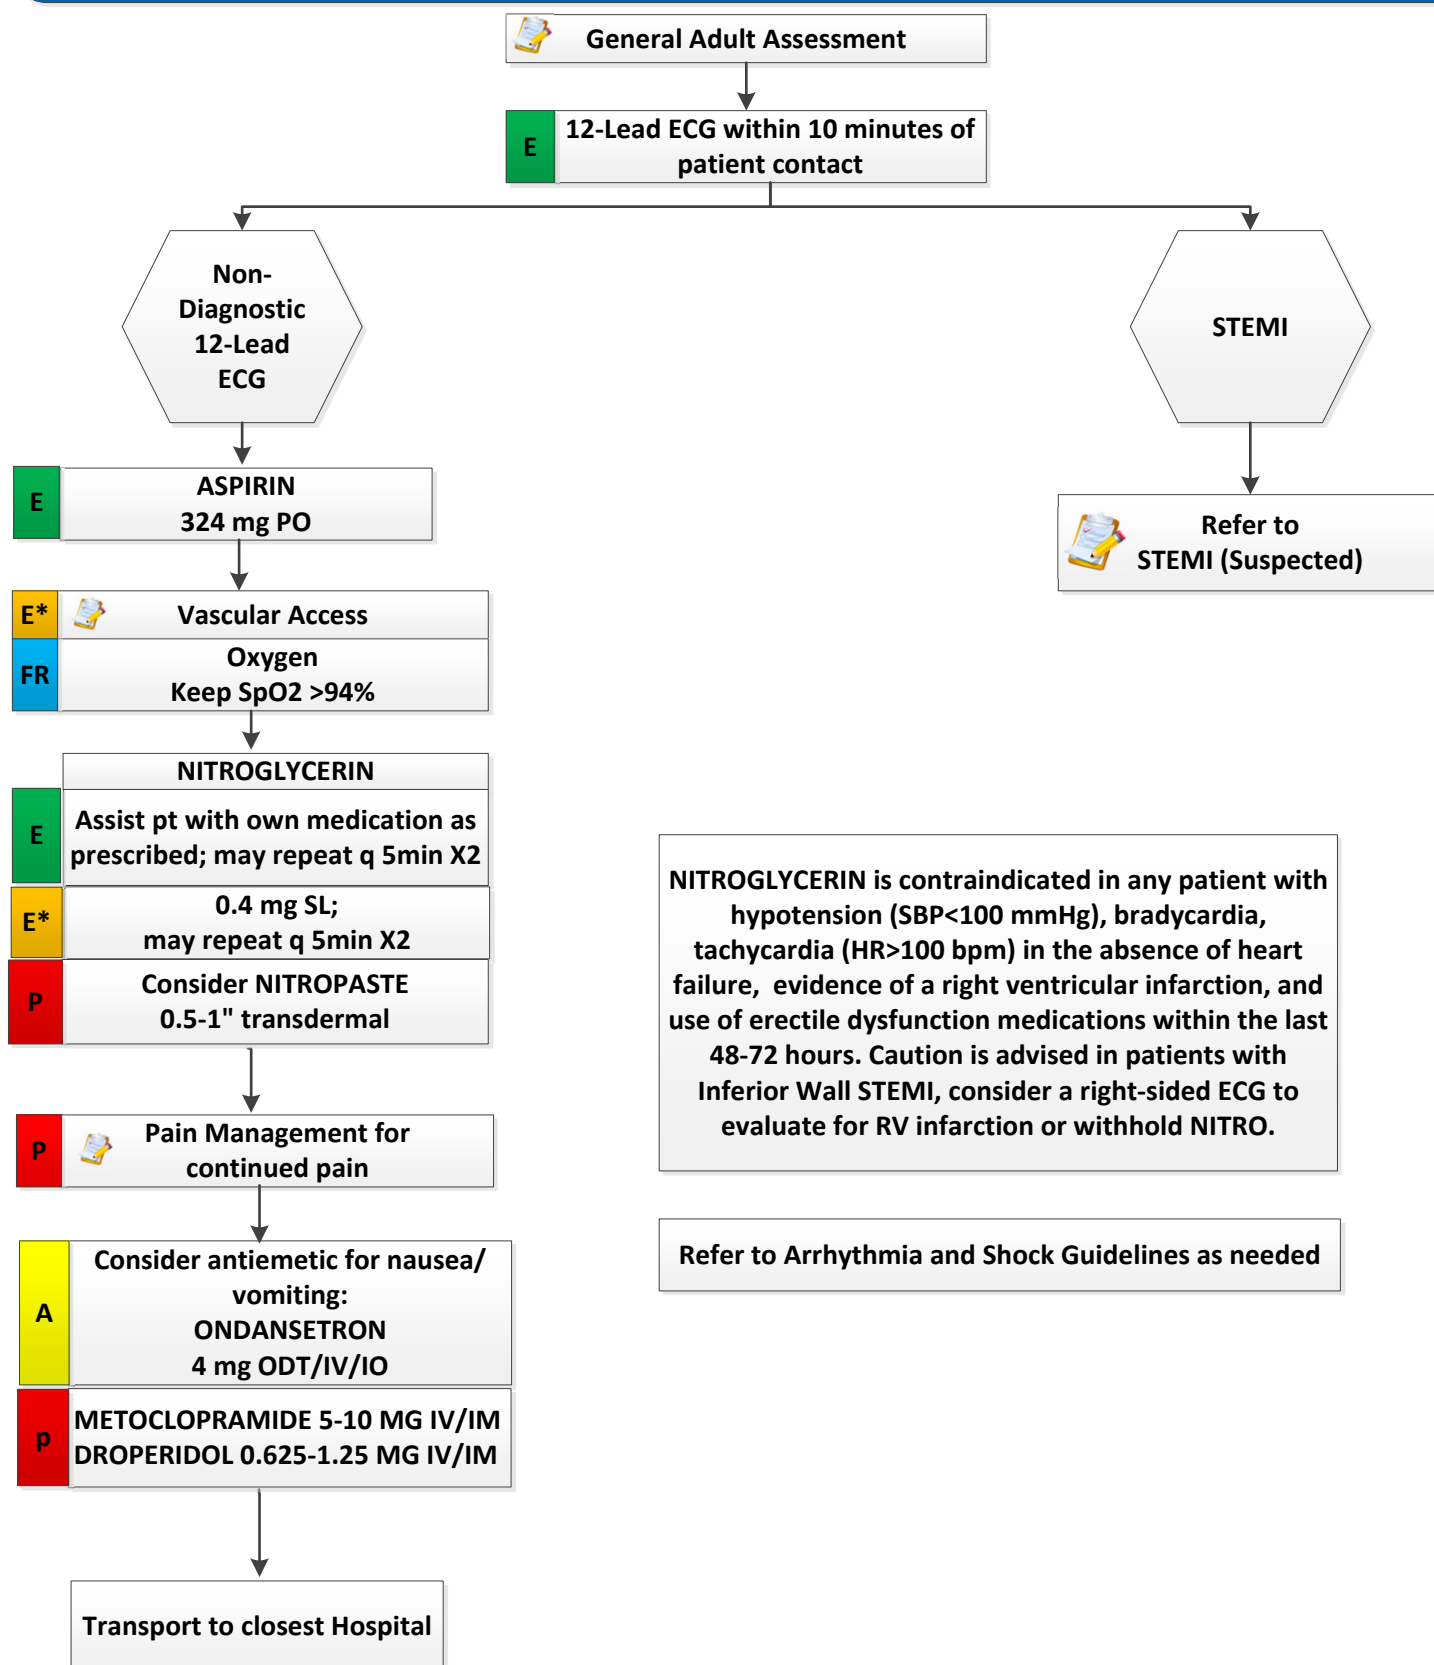 General Adult Assessment
E
12-Lead ECG within 10 minutes of
patient contact
Non-
Diagnostic
12-Lead
ECG
STEMI
E
ASPIRIN
324 mg PO
Refer to
STEMI (Suspected)
E*
Vascular Access
FR
Oxygen
Keep SpO2 >94%
NITROGLYCERIN
E
Assist pt with own medication as
prescribed; may repeat q 5min X2
E*
0.4 mg SL;
may repeat q 5min X2
P
Consider NITROPASTE
0.5-1" transdermal
NITROGLYCERIN is contraindicated in any patient with
hypotension (SBP<100 mmHg), bradycardia,
tachycardia (HR>100 bpm) in the absence of heart
failure,  evidence of a right ventricular infarction, and
use of erectile dysfunction medications within the last
48-72 hours. Caution is advised in patients with
Inferior Wall STEMI, consider a right-sided ECG to
evaluate for RV infarction or withhold NITRO.
P
Pain Management for
continued pain
Refer to Arrhythmia and Shock Guidelines as needed
A
Consider antiemetic for nausea/
vomiting:
ONDANSETRON
4 mg ODT/IV/IO
p
METOCLOPRAMIDE 5-10 MG IV/IM
DROPERIDOL 0.625-1.25 MG IV/IM
Transport to closest Hospital